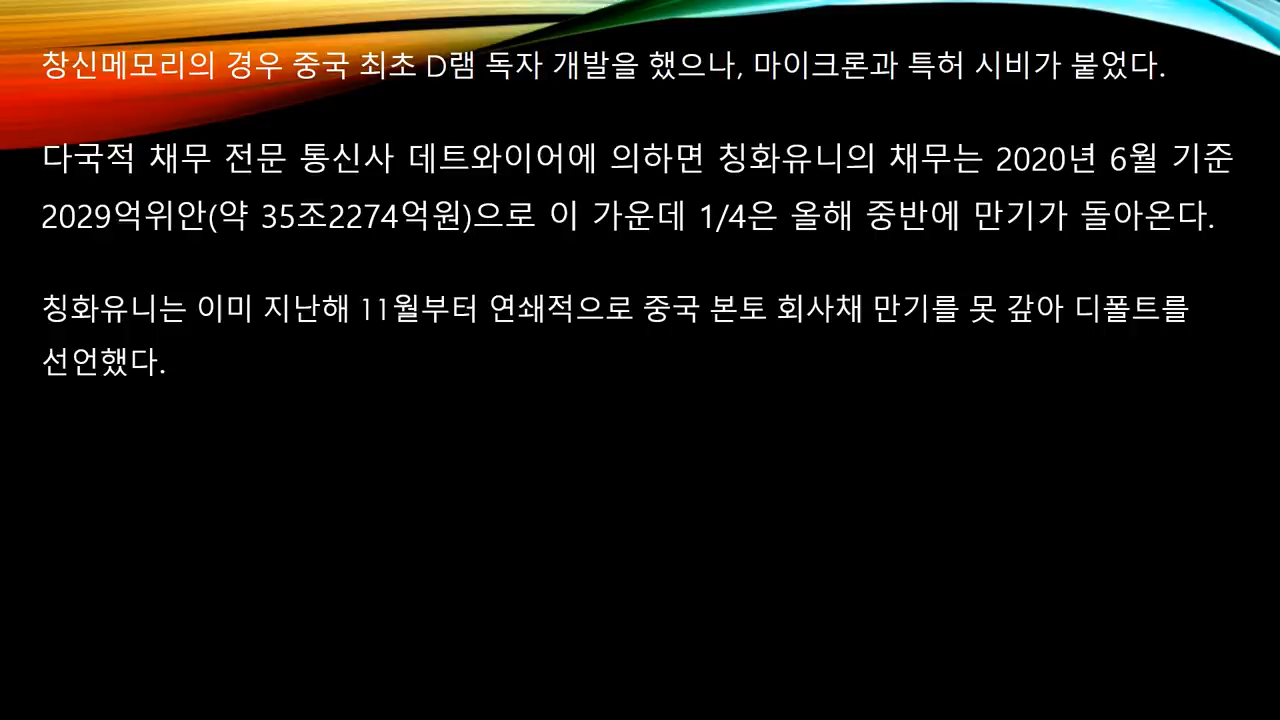 창신메모리의 경우 중국 최초 D램 독자 개발을 했으나, 마이크론과 특허 시비가 붙었다.
다국적 채무 전문 통신사 데트와이어에 의하면 칭화유니의 채무는 2020년 6월 기준
2029억위안(약 35조2274억원)으로 이 가운데 1/4은 올해 중반에 만기가 돌아온다.
칭화유니는 이미 지난해 11월부터 연쇄적으로 중국 본토 회사채 만기를 못 갚아 디폴트를
선언했다.